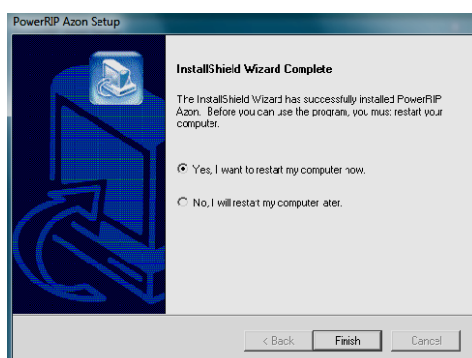 PowerRIP Azon Setup
InstallShield Wizard Complete
The InstallShield Wizard has successfully installed PowerRIP
Azon. Before you can use the program, you must restart your
computer.
Yes, I want to restart my computer now.
No, I will restart my computer later.
< Back
Finish
Cancel